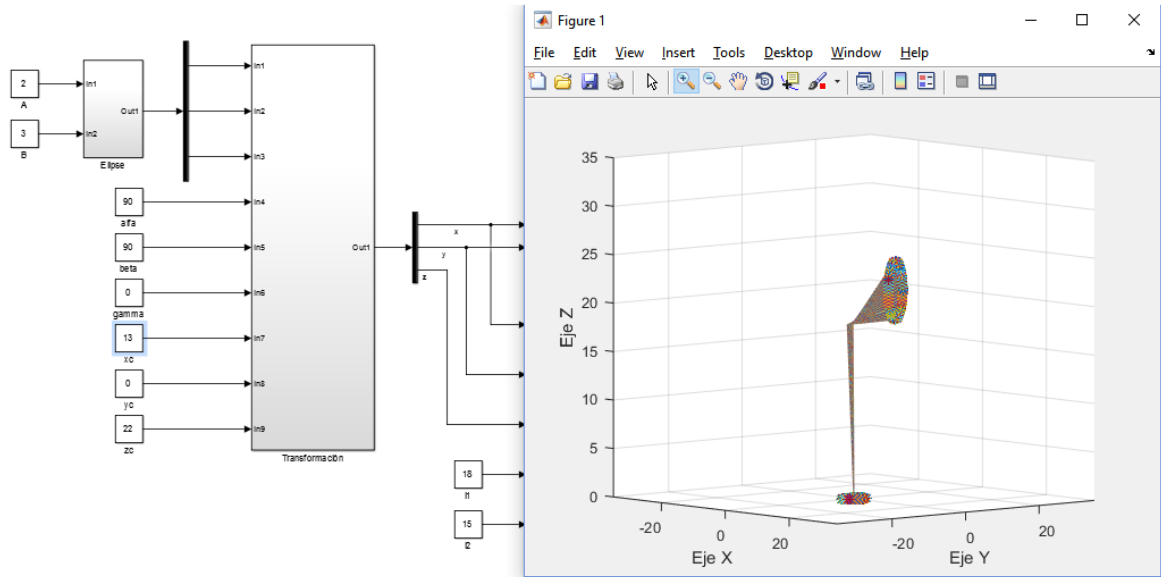 2
A
3
B
In1
In2
Out1
Elipse
90
alfa
90
beta
0
gamma
13
xc
0
yc
22
zc
In1
In2
In3
In4
In5
In6
In7
In8
In9
Out1
Transformación
x
y
z
18
l1
15
l2
Figure 1
File Edit View Insert Tools Desktop Window Help
35
30
25
20
15
10
5
0
Eje Z
-20
0
20
Eje X
-20
0
20
Eje Y